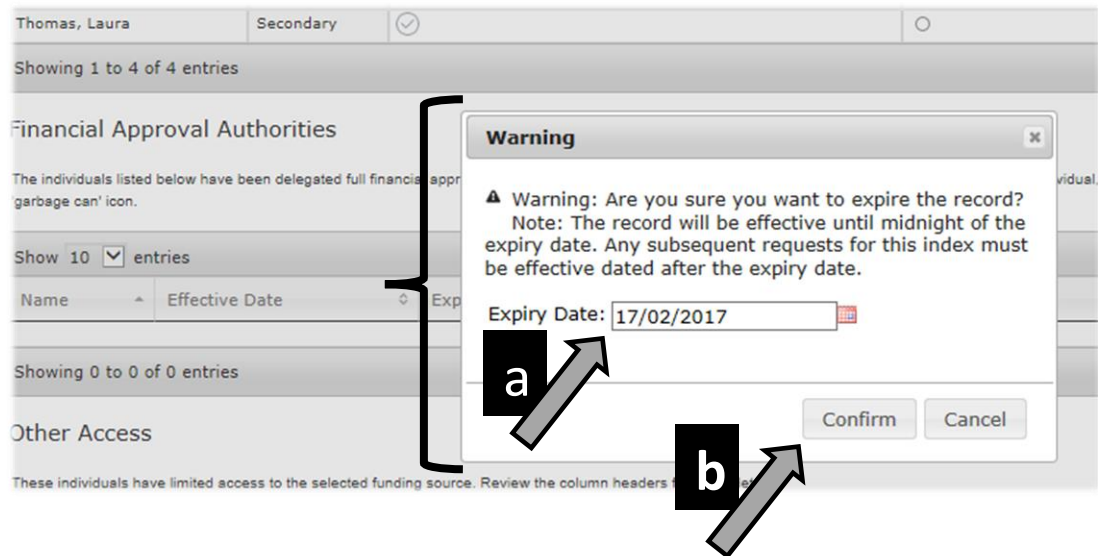 Thomas, Laura Secondary
Showing 1 to 4 of 4 entries
Financial Approval Authorities
The individuals listed below have been delegated full financial appr vidual,
'garbage can' icon.
Show 10 entries
Name Effective Date Exp
Showing 0 to 0 of 0 entries
Other Access
These individuals have limited access to the selected funding source. Review the column headers
Warning
Warning: Are you sure you want to expire the record?
Note: The record will be effective until midnight of the
expiry date. Any subsequent requests for this index must
be effective dated after the expiry date.
Expiry Date: 17/02/2017
a
Confirm Cancel
b